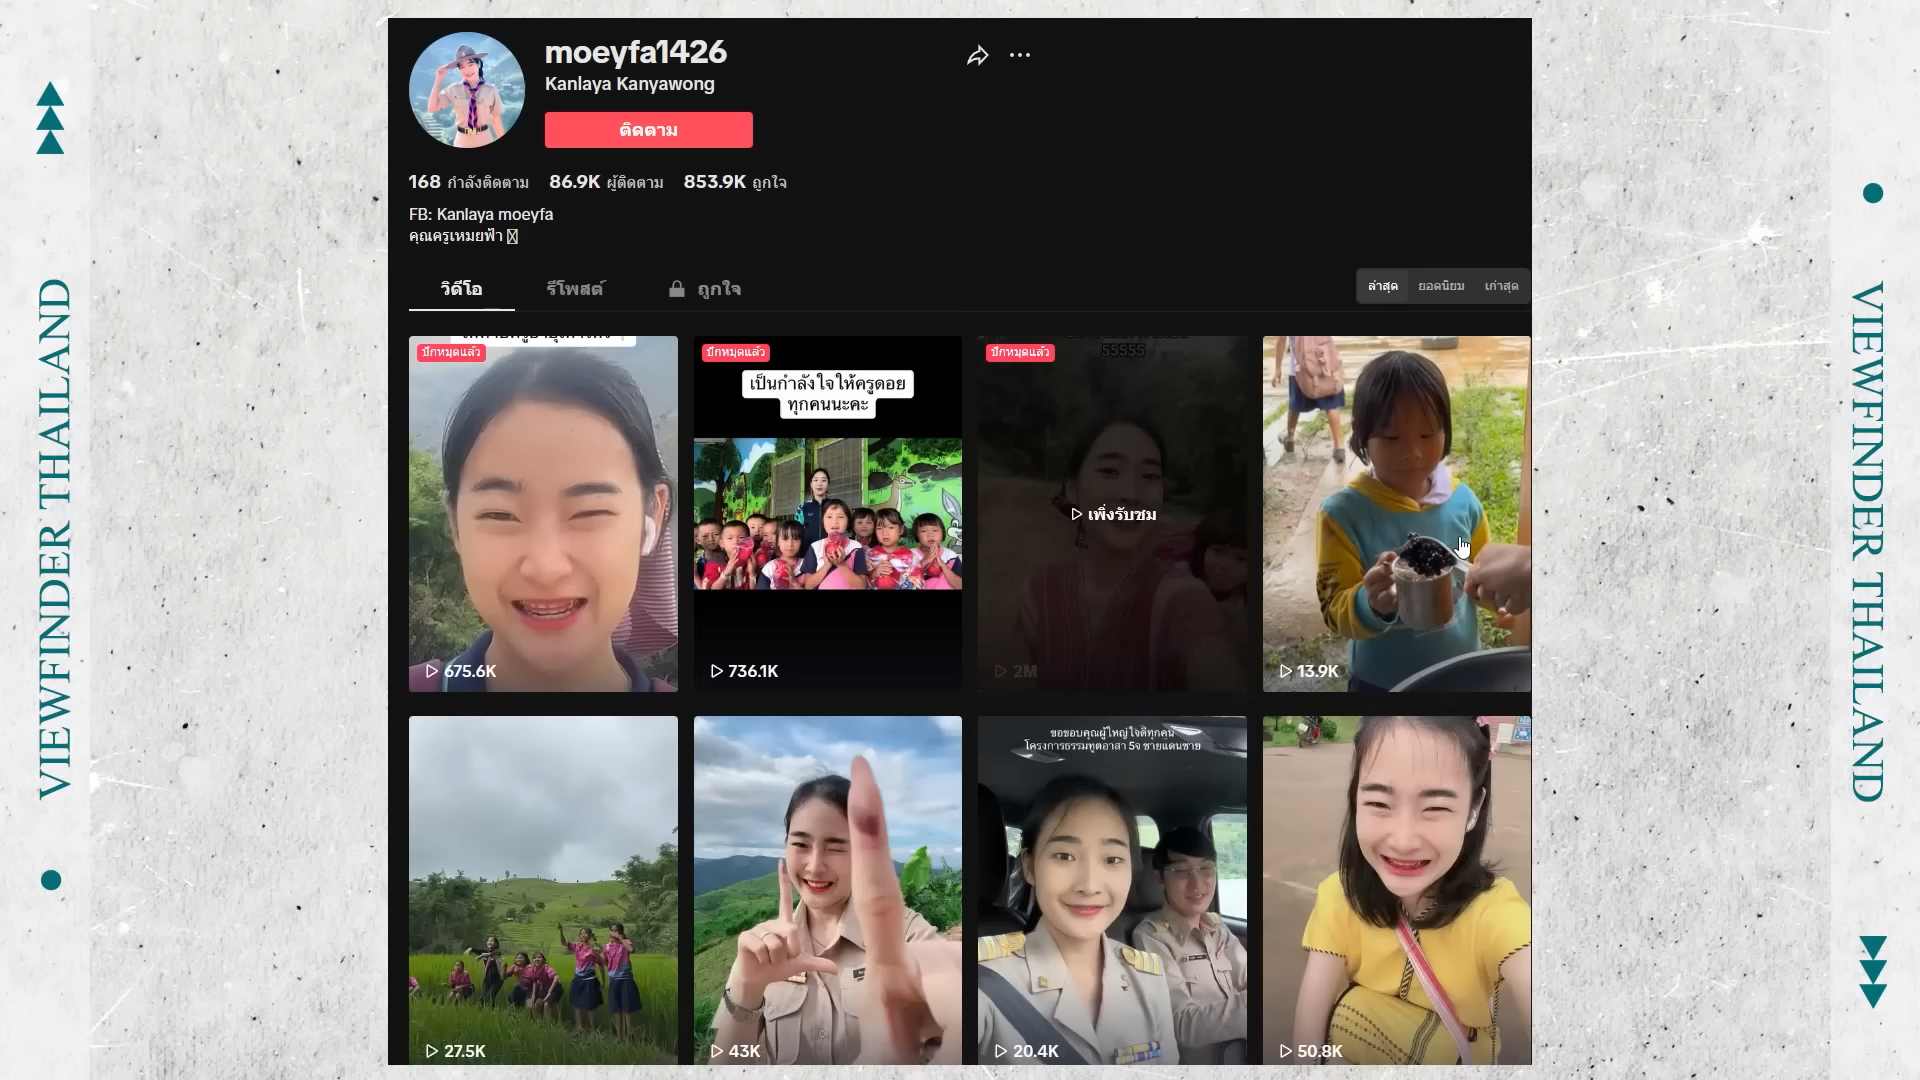 VIEWFINDER THAILAND
moeyfa1426
Kanlaya Kanyawong
ติดตาม
168 กำลังติดตาม 86.9K ผู้ติดตาม 853.9K ถูกใจ
FB: Kanlaya moeyfa
คุณครูเหมยฟ้า
วิดีโอ รีโพสต์ ถูกใจ
ล่าสุด ยอดนิยม เก่าสุด
ปักหมุดแล้ว
675.6K
ปักหมุดแล้ว
เป็นกำลังใจให้ครูดอย
ทุกคนนะคะ
736.1K
ปักหมุดแล้ว
55555
เพิ่งรับชม
2M
13.9K
27.5K
43K
ขอขอบคุณผู้ใหญ่ใจดีทุกคน
โครงการธรรมทูตอาสา 5จ ชายแดนชาย
20.4K
50.8K
VIEWFINDER THAILAND